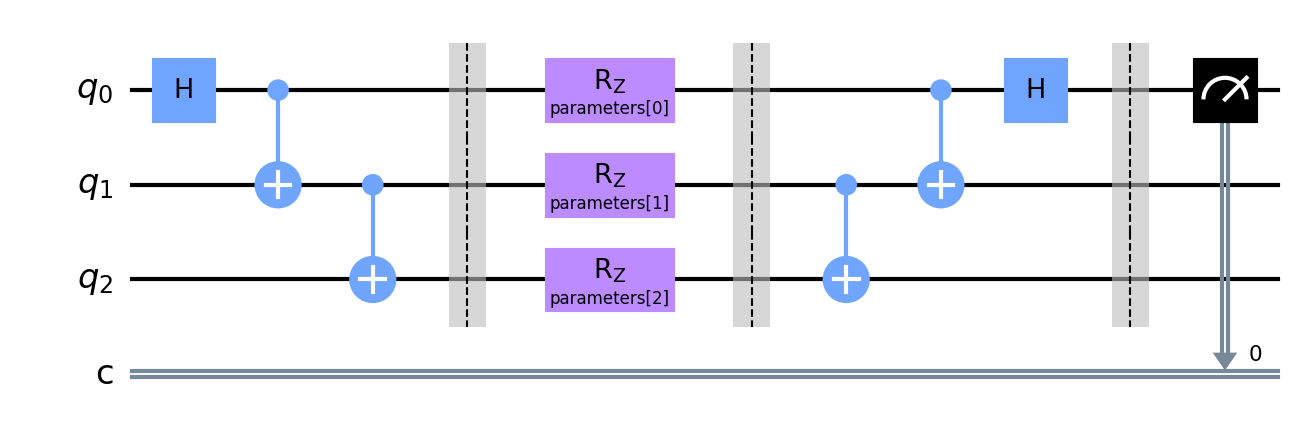 q0 H RZ H
parameters[0]
q1 RZ
parameters[1]
q2 RZ
parameters[2]
c 0